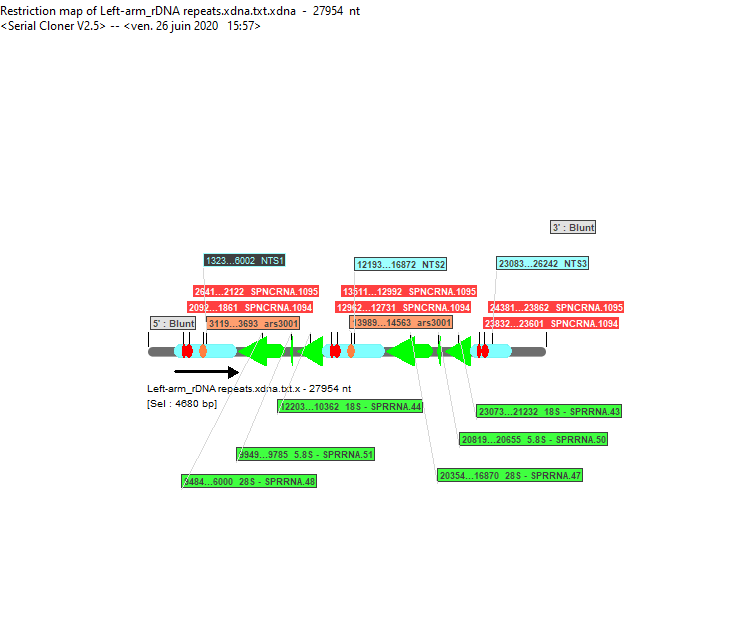 Restriction map of Left-arm_rDNA repeats.xdna.txt.xdna - 27954 nt
<Serial Cloner V2.5> -- <ven. 26 juin 2020 15:57>
3' : Blunt
1323...6002 NTS1
12193...16872 NTS2
23083...26242 NTS3
2641...2122 SPNCRNA.1095
13511...12992 SPNCRNA.1095
2092...1861 SPNCRNA.1094
12962...12731 SPNCRNA.1094
24381...23862 SPNCRNA.1095
5' : Blunt
3119...3693 ars3001
13989...14563 ars3001
23832...23601 SPNCRNA.1094
Left-arm_rDNA repeats.xdna.txt.x - 27954 nt
[Sel : 4680 bp]
12203...10362 18S - SPRRNA.44
23073...21232 18S - SPRRNA.43
20819...20655 5.8S - SPRRNA.50
9949...9785 5.8S - SPRRNA.51
20354...16870 28S - SPRRNA.47
9484...6000 28S - SPRRNA.48